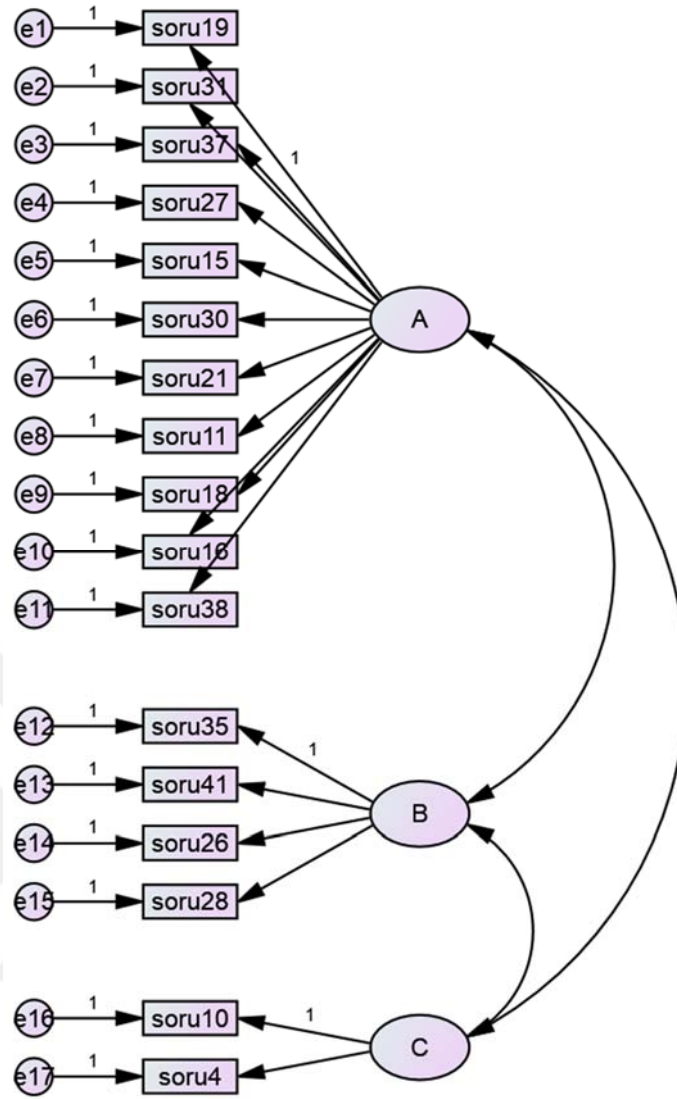 e1 1 soru19
e2 1 soru31
e3 1 soru37
1
e4 1 soru27
e5 1 soru15
e6 1 soru30
A
e7 1 soru21
e8 1 soru11
e9 1 soru18
e10 1 soru16
e11 1 soru38
e12 1 soru35
1
e13 1 soru41
B
e14 1 soru26
e15 1 soru28
e16 1 soru10 1
C
e17 1 soru4